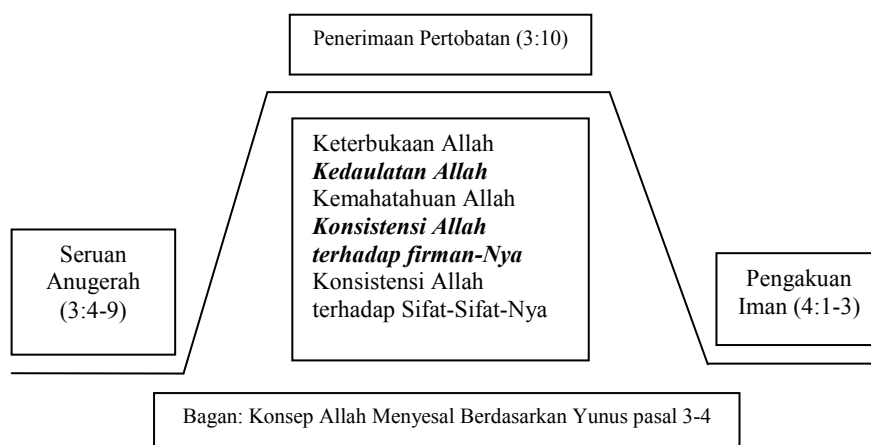 Penerimaan Pertobatan (3:10)
Keterbukaan Allah
Kedaulatan Allah
Kemahatahuan Allah
Konsistensi Allah
terhadap firman-Nya
Konsistensi Allah
terhadap Sifat-Sifat-Nya
Seruan
Anugerah
(3:4-9)
Pengakuan
Iman (4:1-3)
Bagan: Konsep Allah Menyesal Berdasarkan Yunus pasal 3-4